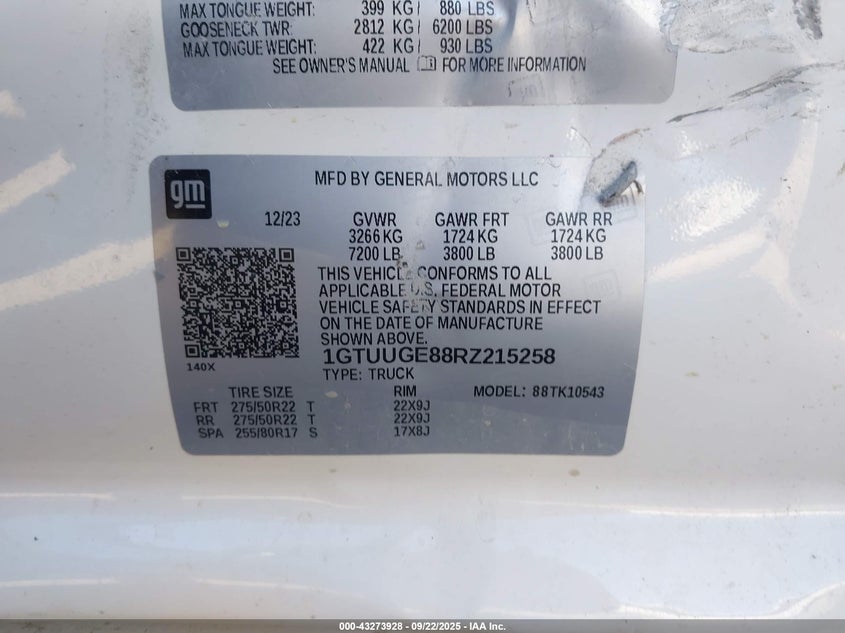 MAX TONGUE WEIGHT: 399 KG / 880 LBS
GOOSENECK TWR: 2812 KG / 6200 LBS
MAX TONGUE WEIGHT: 422 KG / 930 LBS
SEE OWNER'S MANUAL FOR MORE INFORMATION
gm
MFD BY GENERAL MOTORS LLC
12/23 GVWR GAWR FRT GAWR RR
3266 KG 1724 KG 1724 KG
7200 LB 3800 LB 3800 LB
THIS VEHICLE CONFORMS TO ALL
APPLICABLE U.S. FEDERAL MOTOR
VEHICLE SAFETY STANDARDS IN EFFECT
ON THE DATE OF MANUFACTURE
SHOWN ABOVE.
140X
1GTUUGE88RZ215258
TYPE: TRUCK
TIRE SIZE RIM MODEL: 88TK10543
FRT 275/50R22 T 22X9J
RR 275/50R22 T 22X9J
SPA 255/80R17 S 17X8J
000-43273928 - 09/22/2025 - IAA Inc.